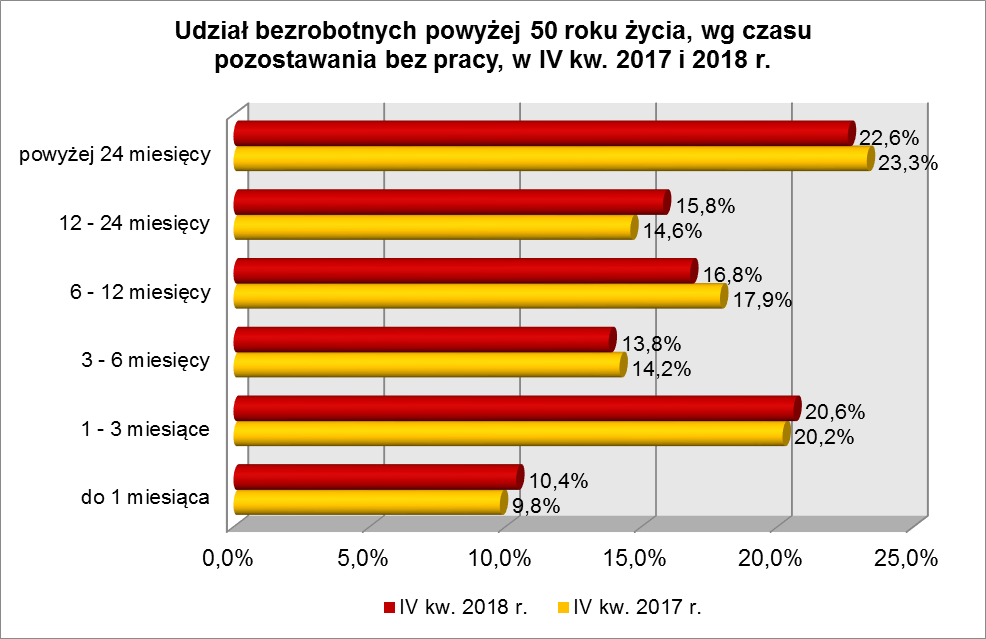 Udział bezrobotnych powyżej 50 roku życia, wg czasu
pozostawania bez pracy, w IV kw. 2017 i 2018 r.
powyżej 24 miesięcy
22,6%
23,3%
12 - 24 miesięcy
15,8%
14,6%
6 - 12 miesięcy
16,8%
17,9%
3 - 6 miesięcy
13,8%
14,2%
1 - 3 miesiące
20,6%
20,2%
do 1 miesiąca
10,4%
9,8%
0,0% 5,0% 10,0% 15,0% 20,0% 25,0%
IV kw. 2018 r. IV kw. 2017 r.